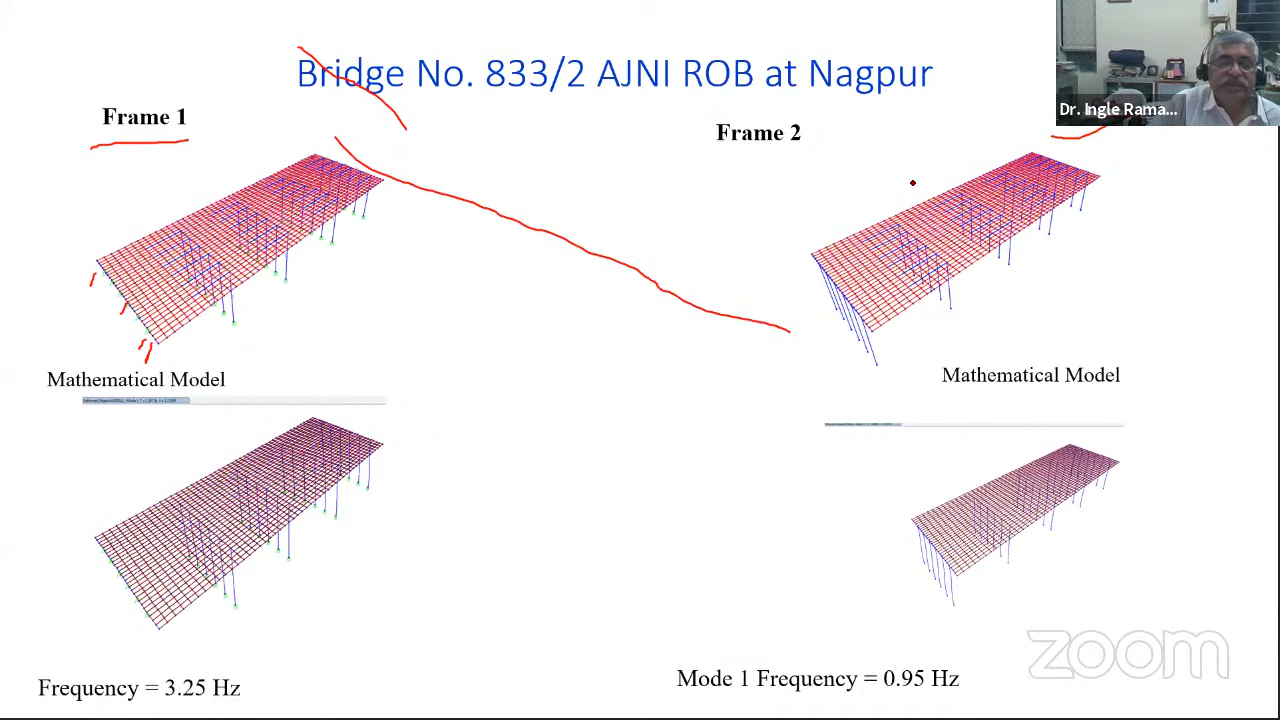 Bridge No. 833/2 AJNI ROB at Nagpur
Dr. Ingle Rama...
Frame 1
Frame 2
Mathematical Model
Mathematical Model
Frequency = 3.25 Hz
Mode 1 Frequency = 0.95 Hz
zoom